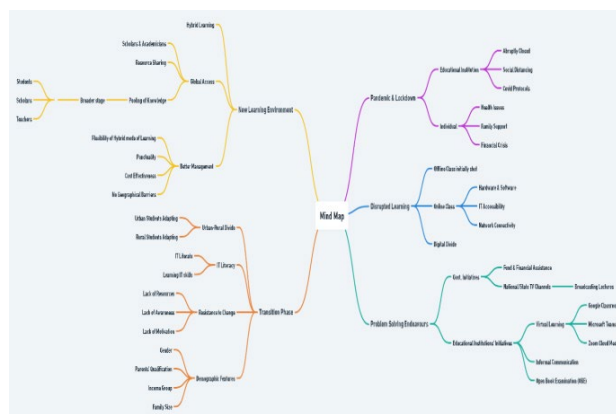 Hybrid Learning
Scholars & Academicians
Resource Sharing
Global Access
Students
Scholars
Teachers
Broader stage
Pooling of Knowledge
New Learning Environment
Flexibility of Hybrid mode of Learning
Punctuality
Cost Effectiveness
No Geographical Barriers
Better Management
Urban Students Adapting
Rural Students Adapting
Urban-Rural Divide
IT Literate
Learning IT skills
IT Literacy
Lack of Resources
Lack of Awareness
Lack of Motivation
Resistance to Change
Transition Phase
Gender
Parents' Qualification
Income Group
Family Size
Demographic Features
Mind Map
Pandemic & Lockdown
Educational Institution
Abruptly Closed
Social Distancing
Covid Protocols
Individual
Health Issues
Family Support
Financial Crisis
Disrupted Learning
Offline Class initially shut
Online Class
Hardware & Software
IT Accessibility
Network Connectivity
Digital Divide
Problem Solving Endeavours
Govt. Initiatives
Fund & Financial Assistance
National/State TV Channels
Broadcasting Lectures
Educational Institutional Initiatives
Virtual Learning
Google Classroom
Microsoft Teams
Zoom Cloud
Informal Communication
Open Book Examination